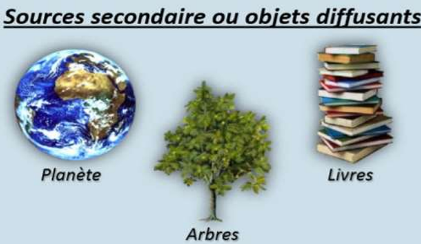 Sources secondaire ou objets diffusants
Planète
Livres
Arbres